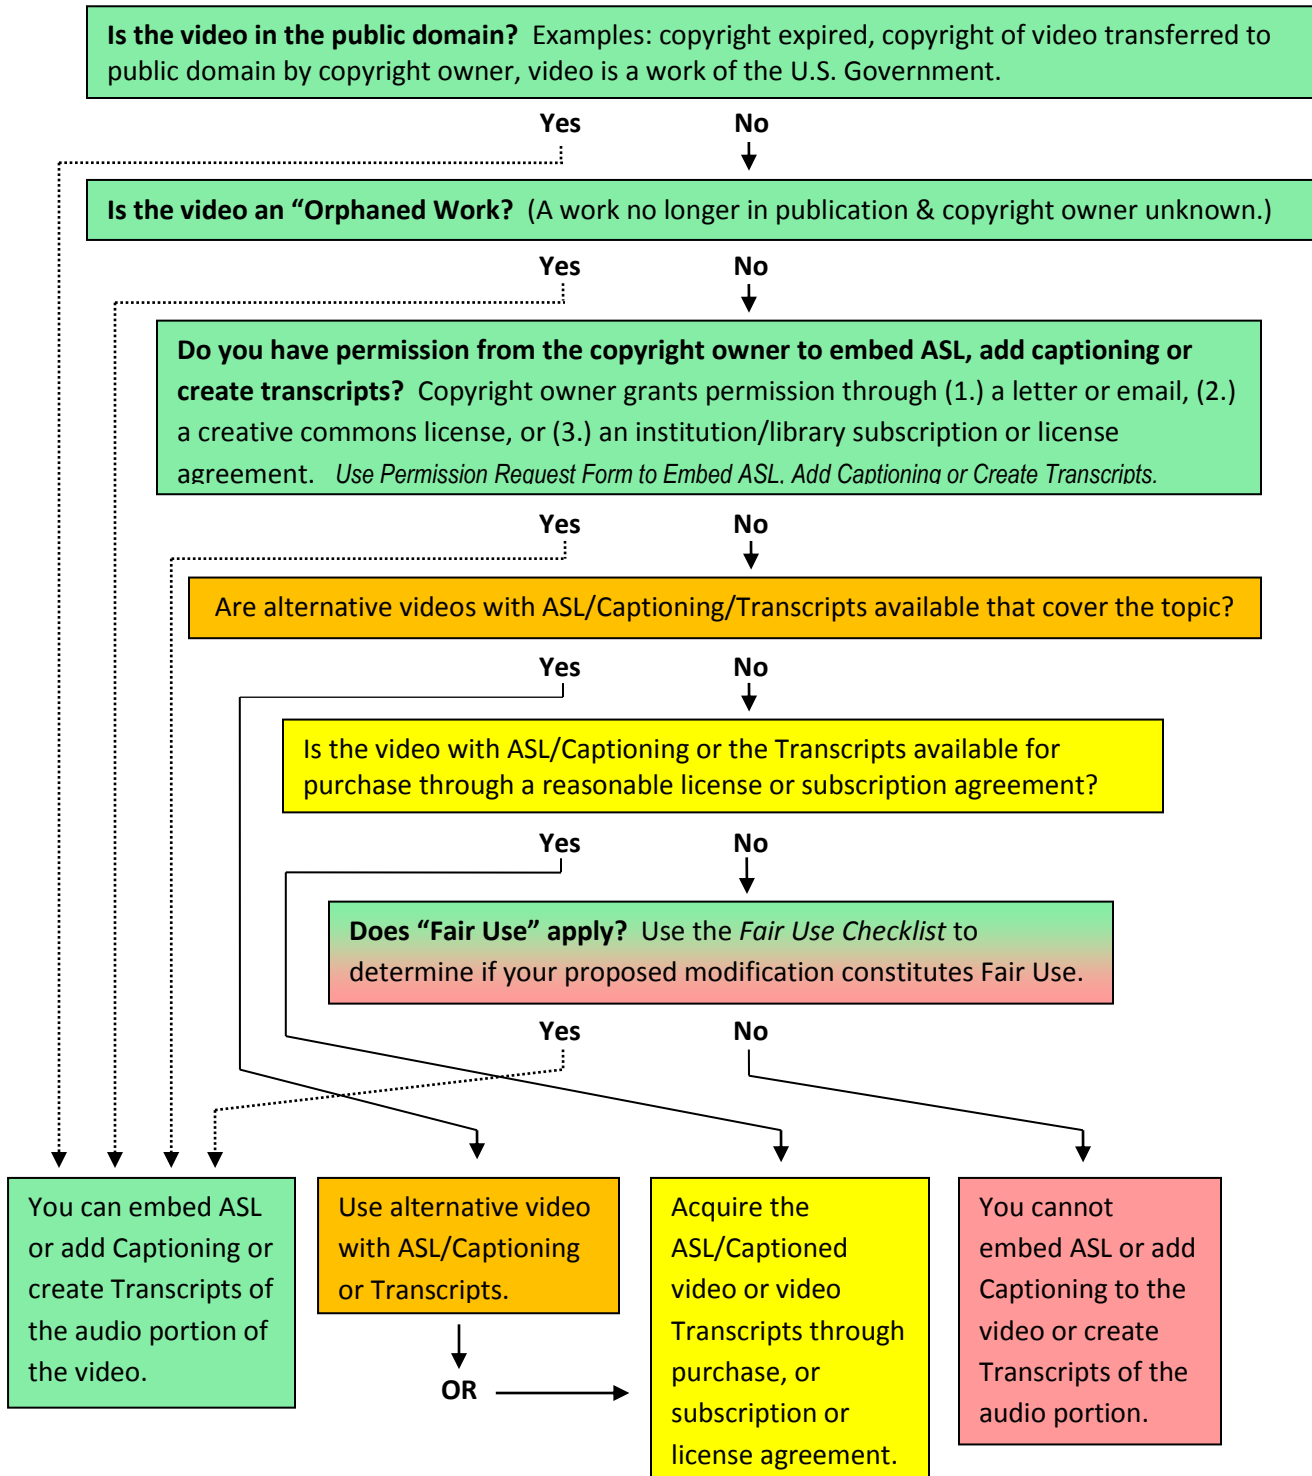 Is the video in the public domain? Examples: copyright expired, copyright of video transferred to
public domain by copyright owner, video is a work of the U.S. Government.
Yes No
Is the video an “Orphaned Work? (A work no longer in publication & copyright owner unknown.)
Yes No
Do you have permission from the copyright owner to embed ASL, add captioning or
create transcripts? Copyright owner grants permission through (1.) a letter or email, (2.)
a creative commons license, or (3.) an institution/library subscription or license
agreement. Use Permission Request Form to Embed ASL, Add Captioning or Create Transcripts.
Yes No
Are alternative videos with ASL/Captioning/Transcripts available that cover the topic?
Yes No
Is the video with ASL/Captioning or the Transcripts available for
purchase through a reasonable license or subscription agreement?
Yes No
Does “Fair Use” apply? Use the Fair Use Checklist to
determine if your proposed modification constitutes Fair Use.
Yes No
You can embed ASL
or add Captioning or
create Transcripts of
the audio portion of
the video.
Use alternative video
with ASL/Captioning
or Transcripts.
OR
Acquire the
ASL/Captioned
video or video
Transcripts through
purchase, or
subscription or
license agreement.
You cannot
embed ASL or add
Captioning to the
video or create
Transcripts of the
audio portion.